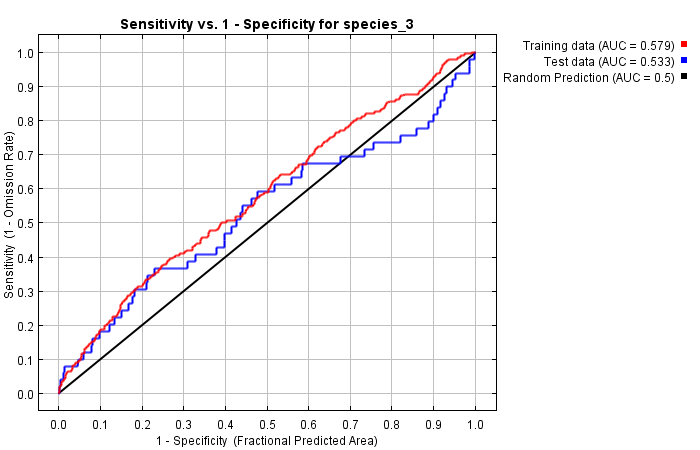 Sensitivity vs. 1 - Specificity for species_3
Training data (AUC = 0.579)
Test data (AUC = 0.533)
Random Prediction (AUC = 0.5)
Sensitivity (1 - Omission Rate)
1.0
0.9
0.8
0.7
0.6
0.5
0.4
0.3
0.2
0.1
0.0
0.0 0.1 0.2 0.3 0.4 0.5 0.6 0.7 0.8 0.9 1.0
1 - Specificity (Fractional Predicted Area)